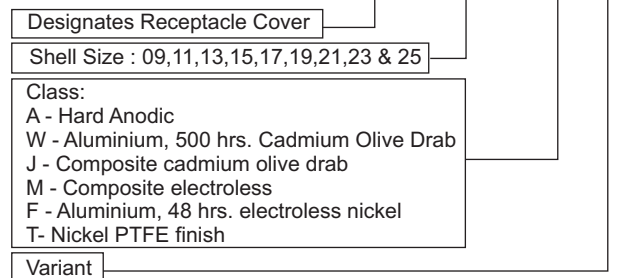 Designates Receptacle Cover
Shell Size : 09,11,13,15,17,19,21,23 & 25
Class:
A - Hard Anodic
W - Aluminium, 500 hrs. Cadmium Olive Drab
J - Composite cadmium olive drab
M - Composite electroless
F - Aluminium, 48 hrs. electroless nickel
T- Nickel PTFE finish
Variant